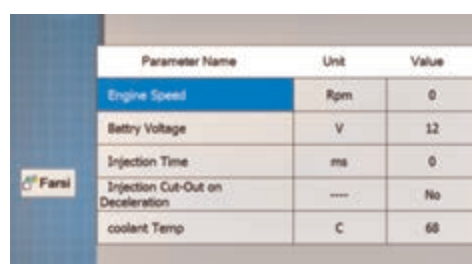 Parameter Name Unit Value
Engine Speed Rpm 0
Bettry Voltage V 12
Injection Time ms 0
Farsi
Injection Cut-Out on
Deceleration ---- No
coolant Temp C 68